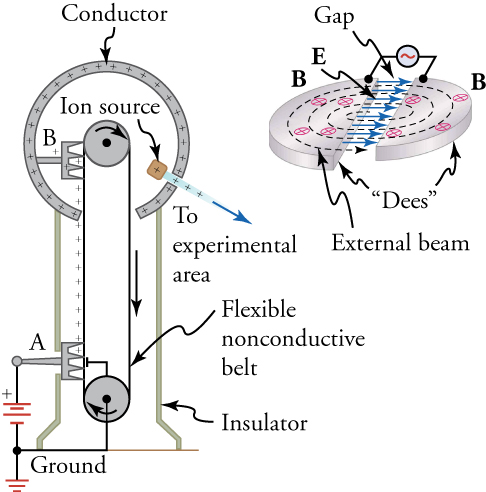 Conductor
Ion source
B
To
experimental
area
A
Flexible
nonconductive
belt
Insulator
+
Ground
Gap
E
B
B
"Dees"
External beam